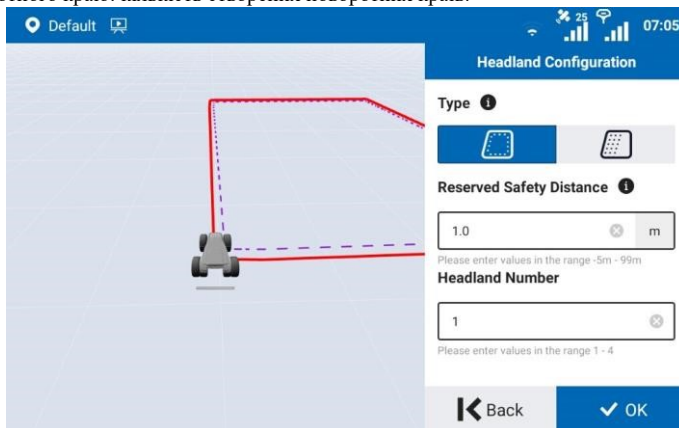 Default
25
07:05
Headland Configuration
Type
Reserved Safety Distance
1.0 m
Please enter values in the range -5m - 99m
Headland Number
1
Please enter values in the range 1 - 4
Back
OK